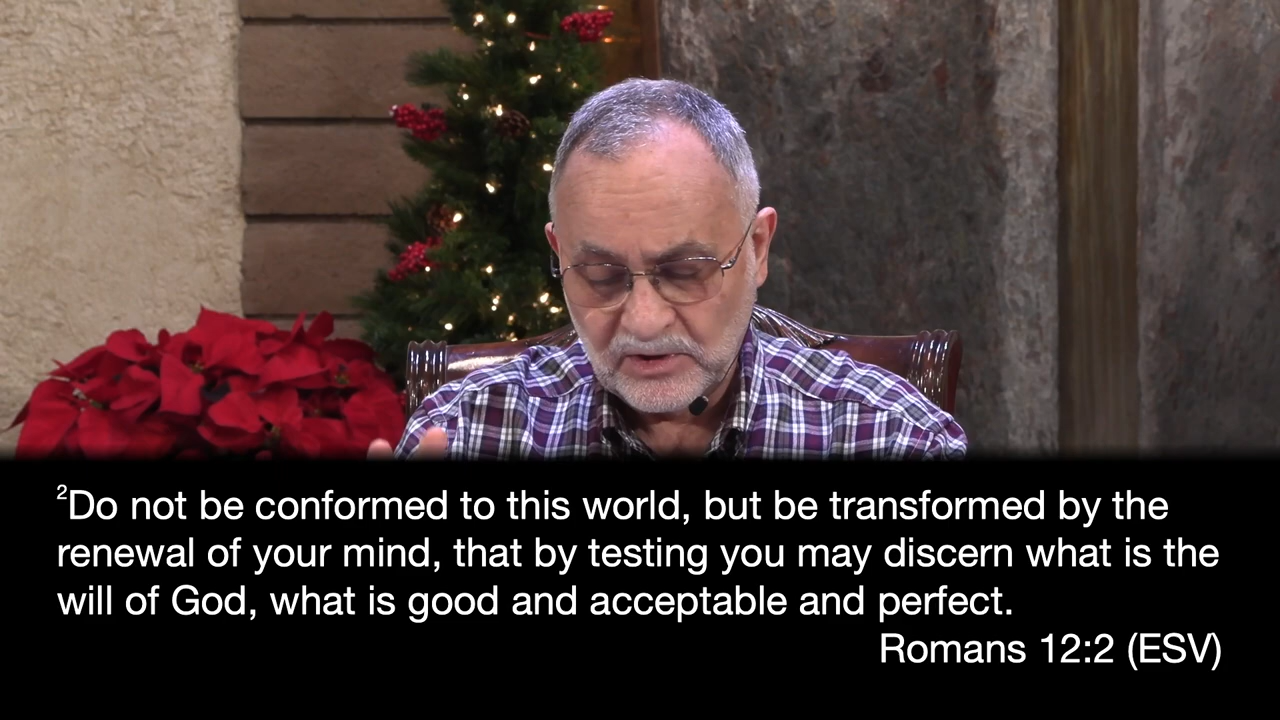 ²Do not be conformed to this world, but be transformed by the
renewal of your mind, that by testing you may discern what is the
will of God, what is good and acceptable and perfect.
Romans 12:2 (ESV)